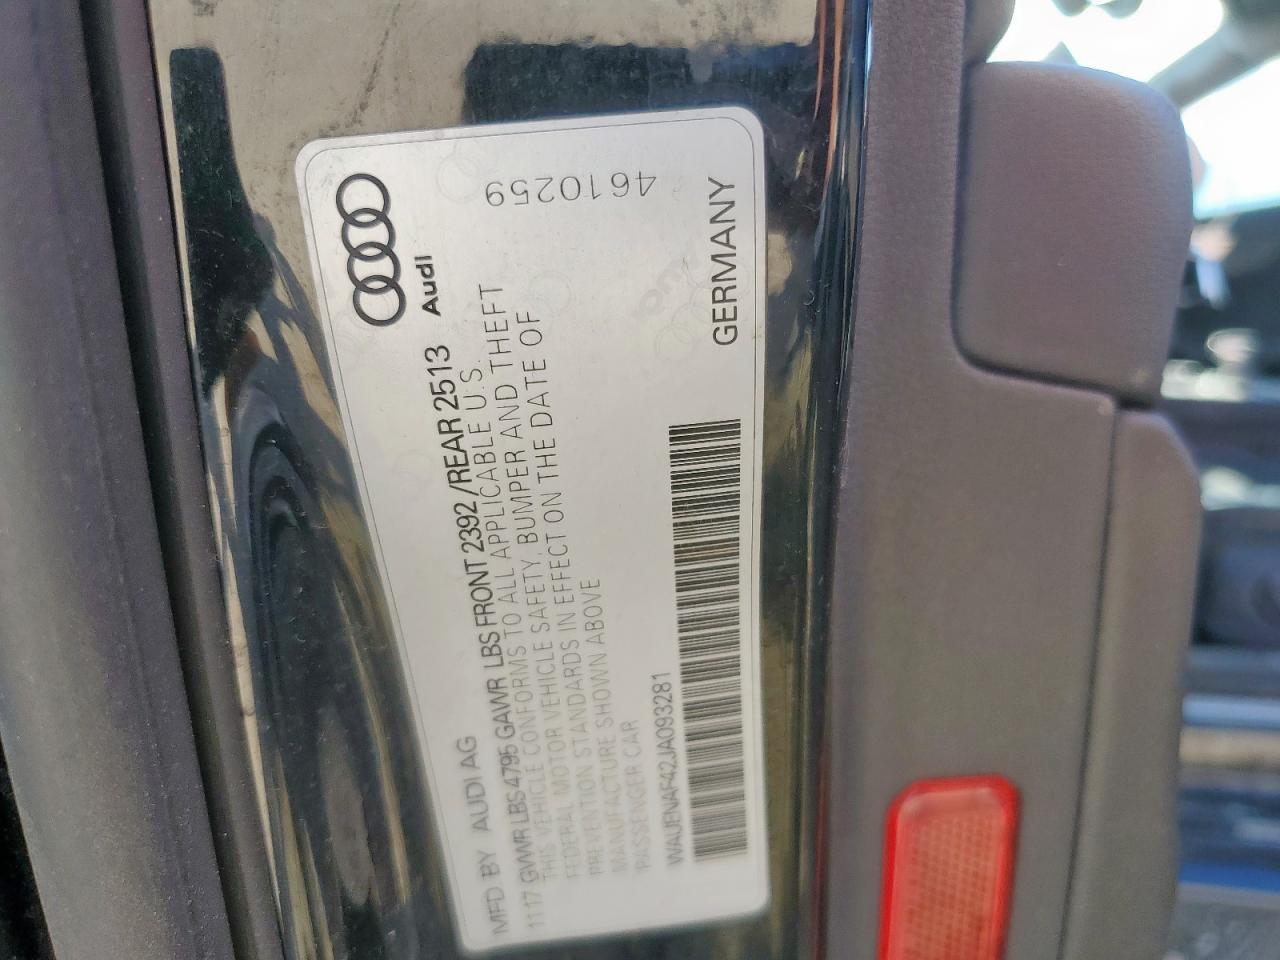 Audi
4610259
MFD BY AUDI AG
1117 GVWR LBS 4795 GAWR LBS FRONT 2392 / REAR 2513
THIS VEHICLE CONFORMS TO ALL APPLICABLE U.S.
FEDERAL MOTOR VEHICLE SAFETY, BUMPER AND THEFT
PREVENTION STANDARDS IN EFFECT ON THE DATE OF
MANUFACTURE SHOWN ABOVE
PASSENGER CAR
WAUENAF42JA093281
GERMANY